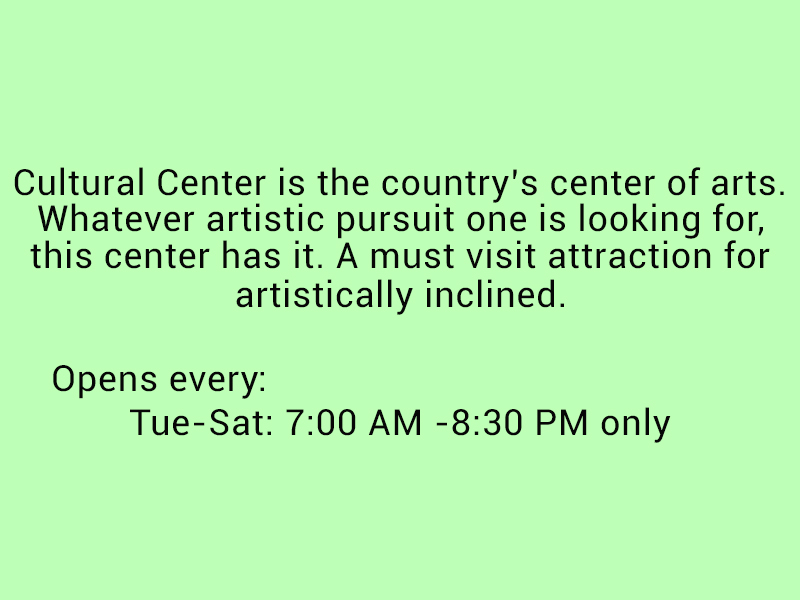 Cultural Center is the country's center of arts.
Whatever artistic pursuit one is looking for,
this center has it. A must visit attraction for
artistically inclined.
Opens every:
Tue-Sat: 7:00 AM -8:30 PM only